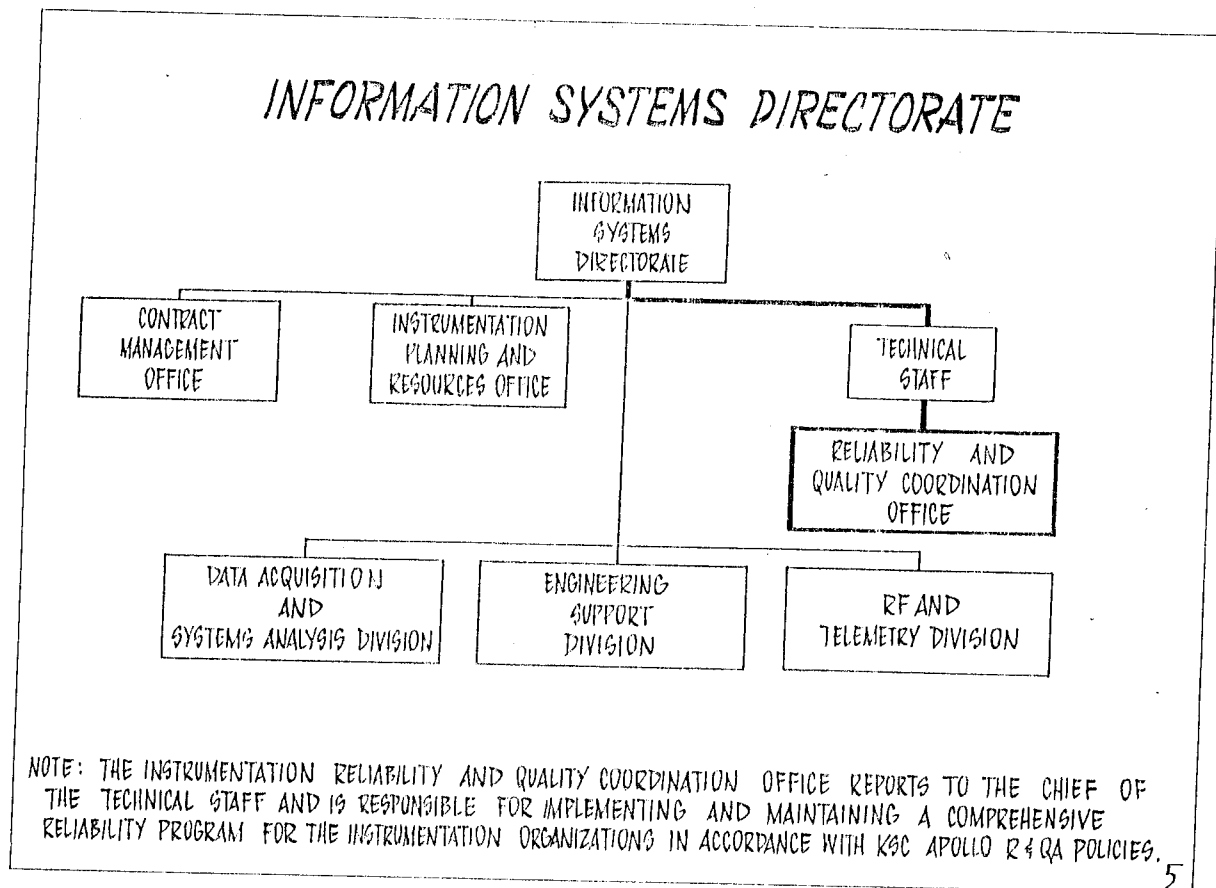 INFORMATION SYSTEMS DIRECTORATE
INFORMATION
SYSTEMS
DIRECTORATE
CONTRACT
MANAGEMENT
OFFICE
INSTRUMENTATION
PLANNING AND
RESOURCES OFFICE
TECHNICAL
STAFF
RELIABILITY AND
QUALITY COORDINATION
OFFICE
DATA ACQUISITION
AND
SYSTEMS ANALYSIS DIVISION
ENGINEERING
SUPPORT
DIVISION
RF AND
TELEMETRY DIVISION
NOTE: THE INSTRUMENTATION RELIABILITY AND QUALITY COORDINATION OFFICE REPORTS TO THE CHIEF OF
THE TECHNICAL STAFF AND IS RESPONSIBLE FOR IMPLEMENTING AND MAINTAINING A COMPREHENSIVE
RELIABILITY PROGRAM FOR THE INSTRUMENTATION ORGANIZATIONS IN ACCORDANCE WITH KSC APOLLO R & QA POLICIES.
5